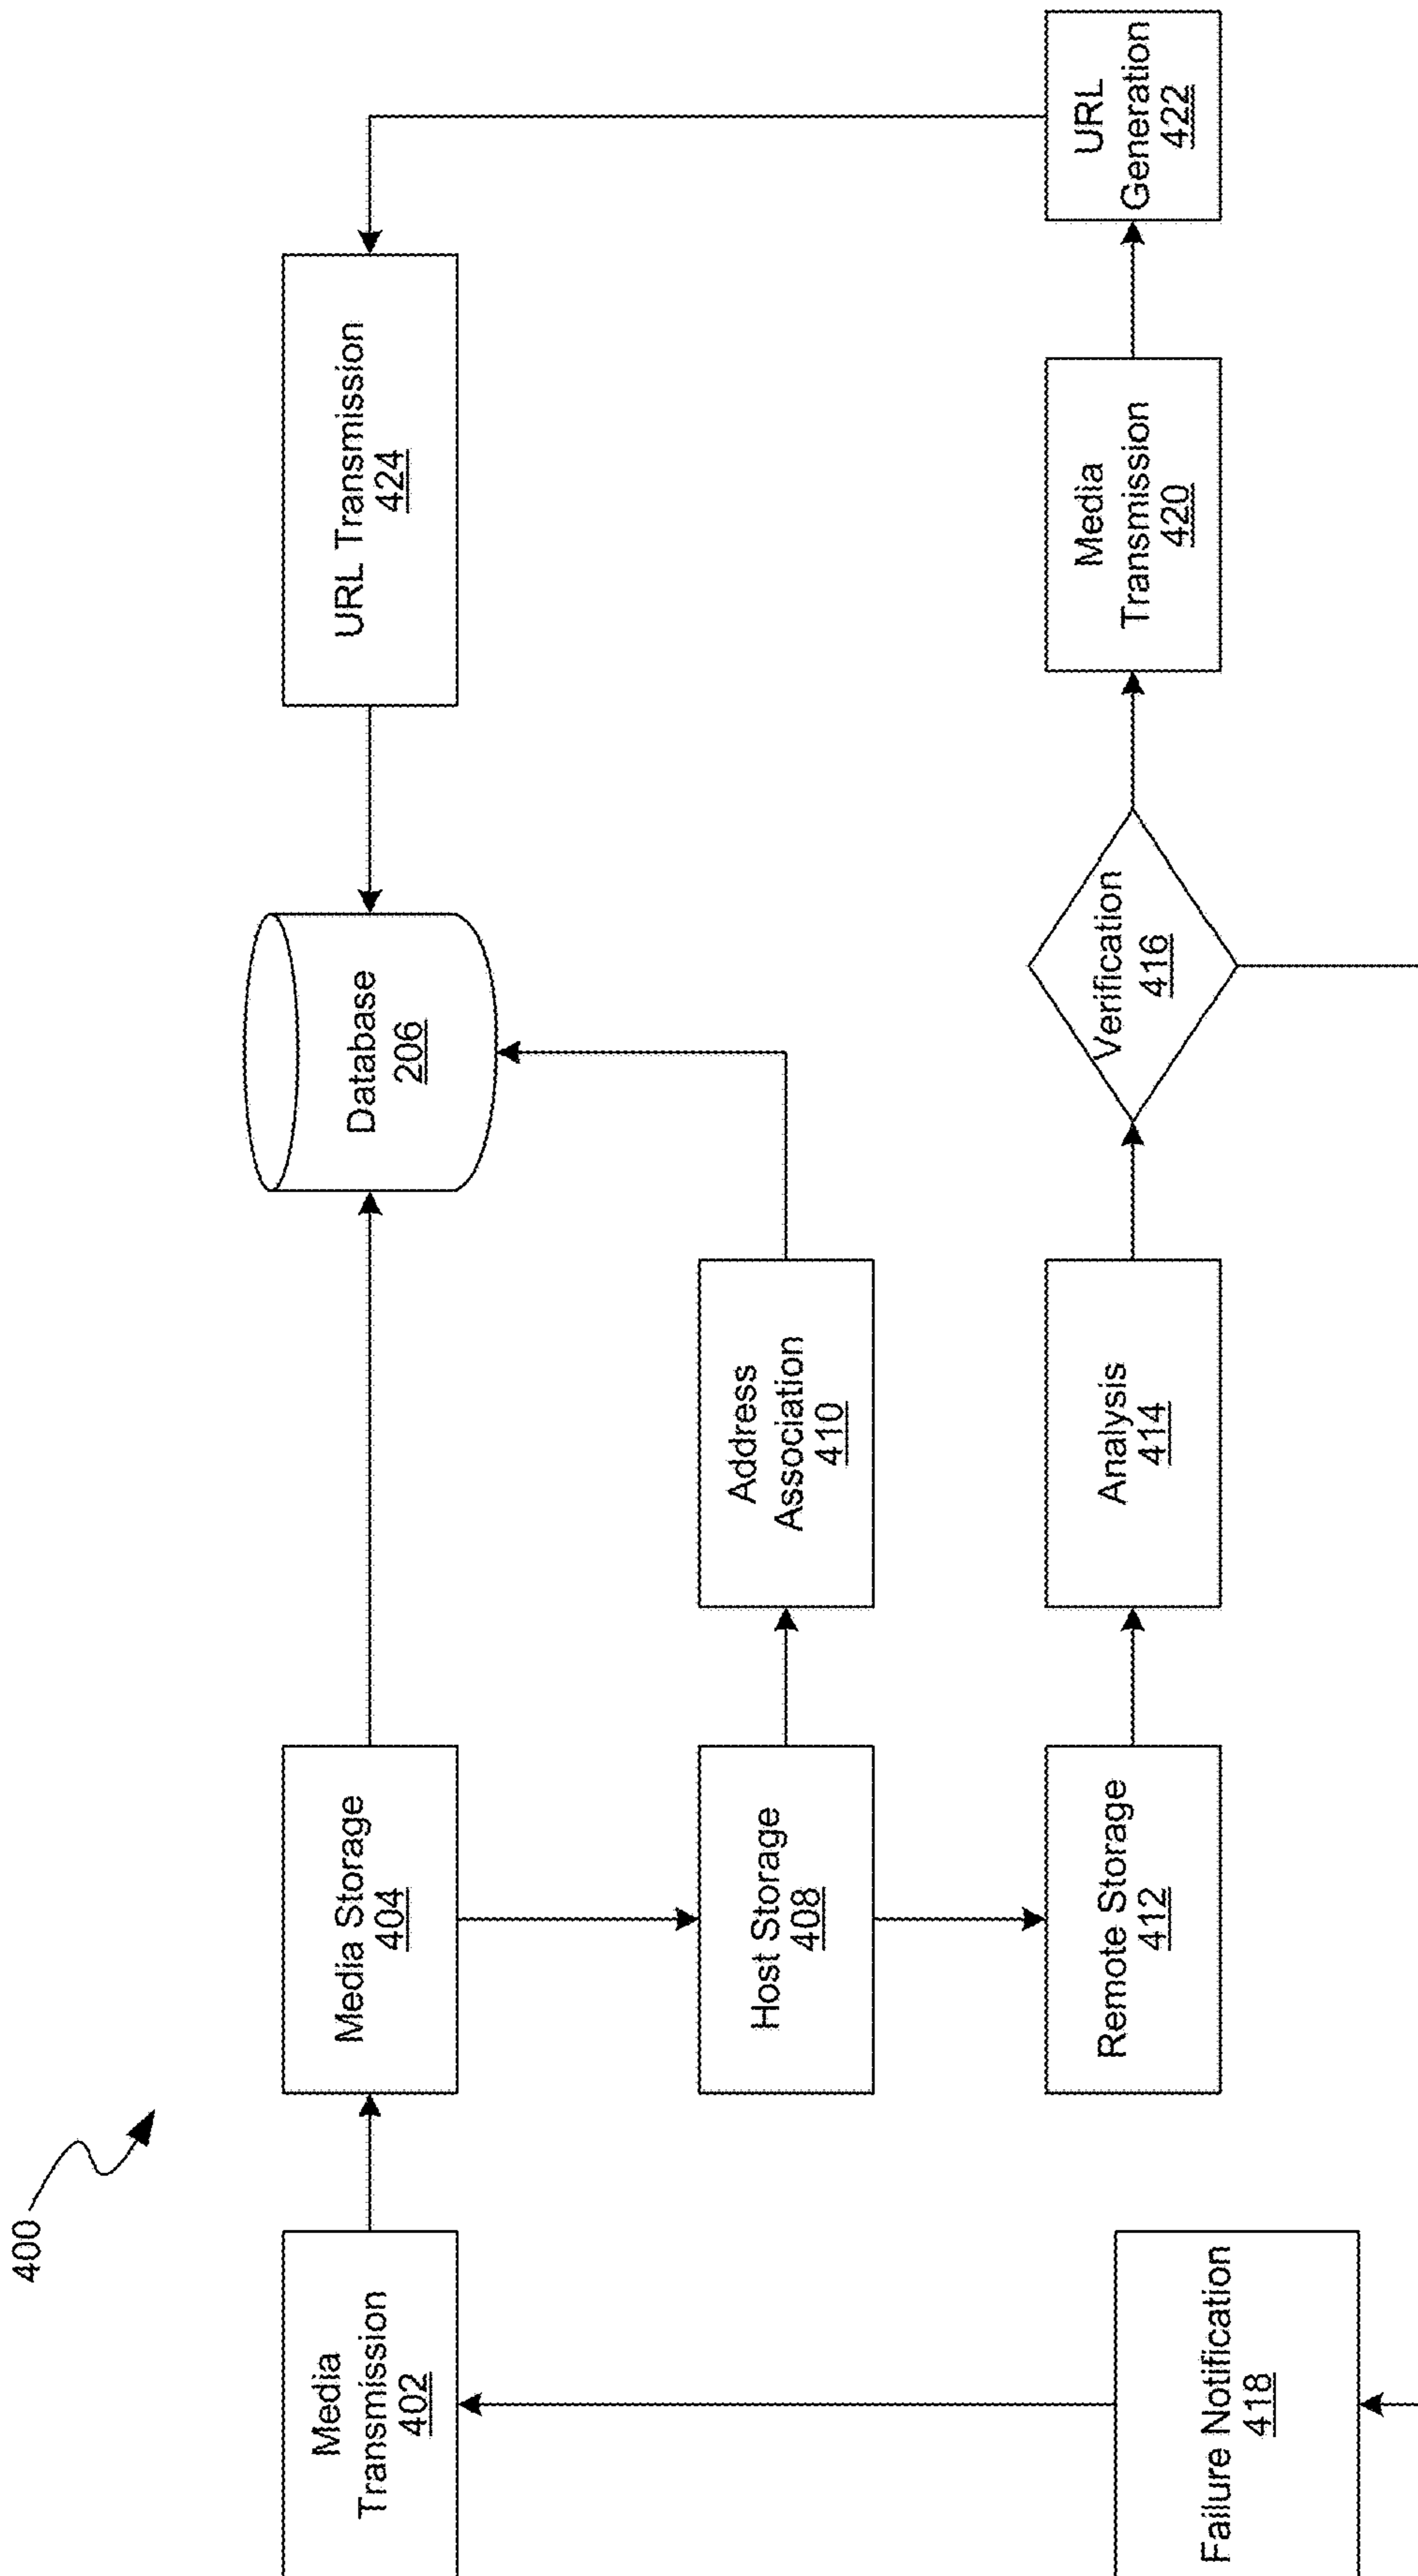 400
Media
Transmission
402
Media Storage
404
Database
206
URL Transmission
424
Host Storage
408
Address
Association
410
Remote Storage
412
Analysis
414
Verification
416
Media
Transmission
420
URL
Generation
422
Failure Notification
418